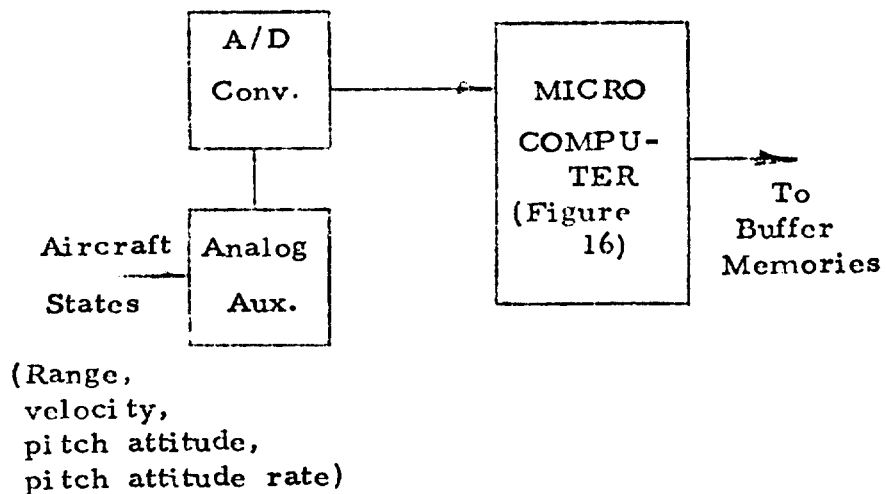 A/D
Conv.
MICRO
COMPU-
TER
(Figure
16)
To
Buffer
Memories
Aircraft
States
Analog
Aux.
(Range,
velocity,
pitch attitude,
pitch attitude rate)